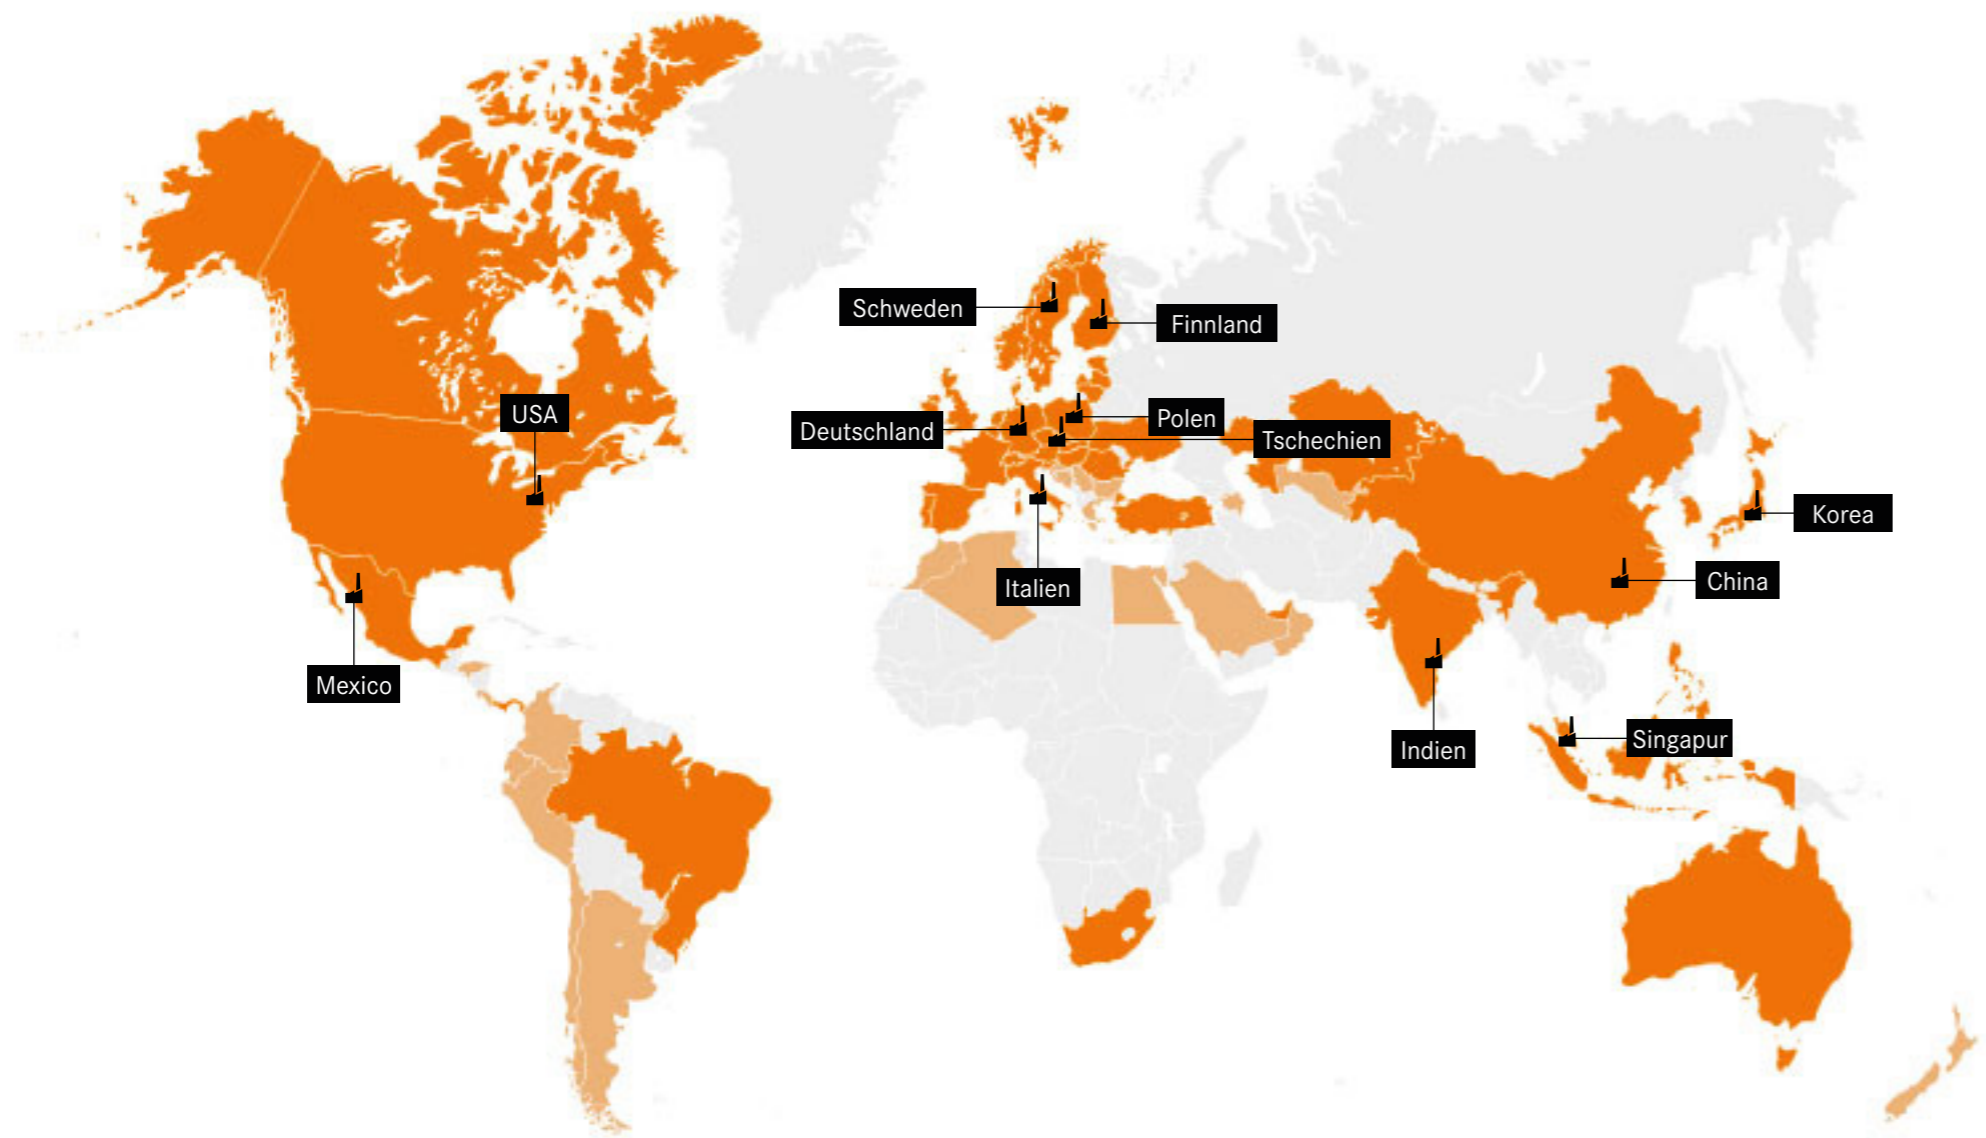 Schweden
Finnland
USA
Deutschland
Polen
Tschechien
Korea
Italien
China
Mexico
Indien
Singapur